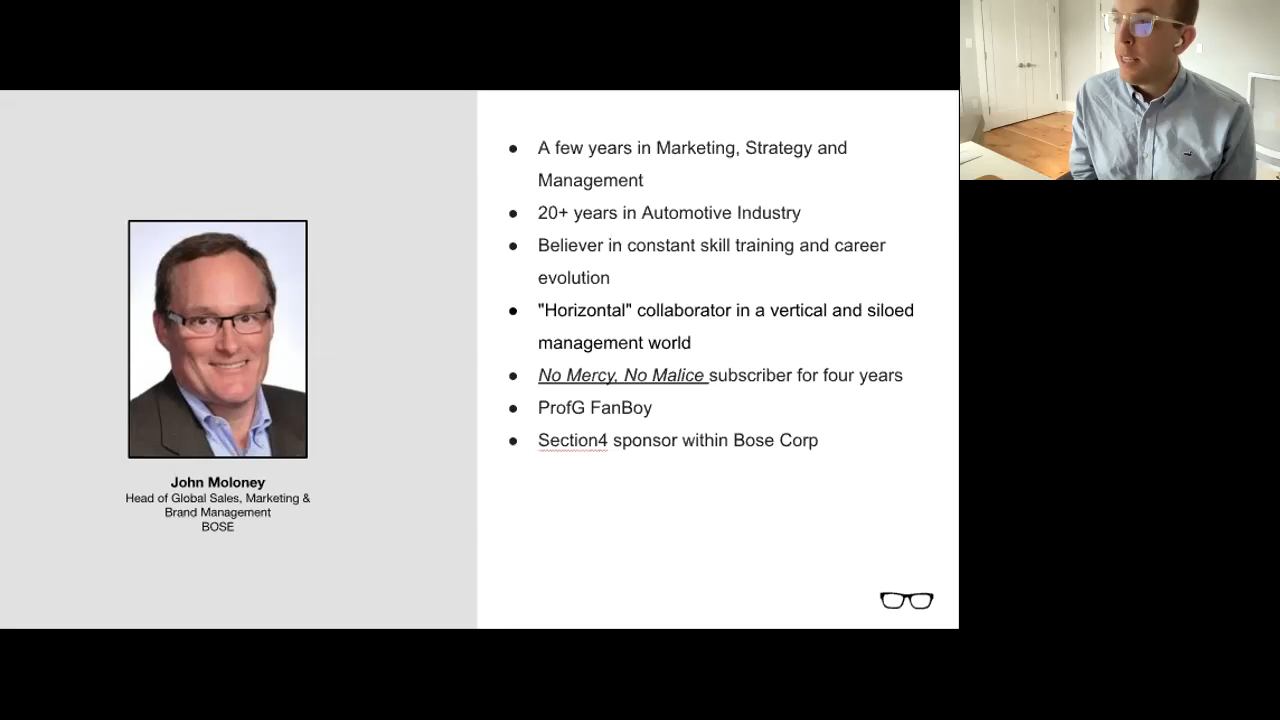 ● A few years in Marketing, Strategy and
Management
● 20+ years in Automotive Industry
● Believer in constant skill training and career
evolution
● "Horizontal" collaborator in a vertical and siloed
management world
● No Mercy, No Malice subscriber for four years
● ProfG FanBoy
● Section4 sponsor within Bose Corp
John Moloney
Head of Global Sales, Marketing &
Brand Management
BOSE